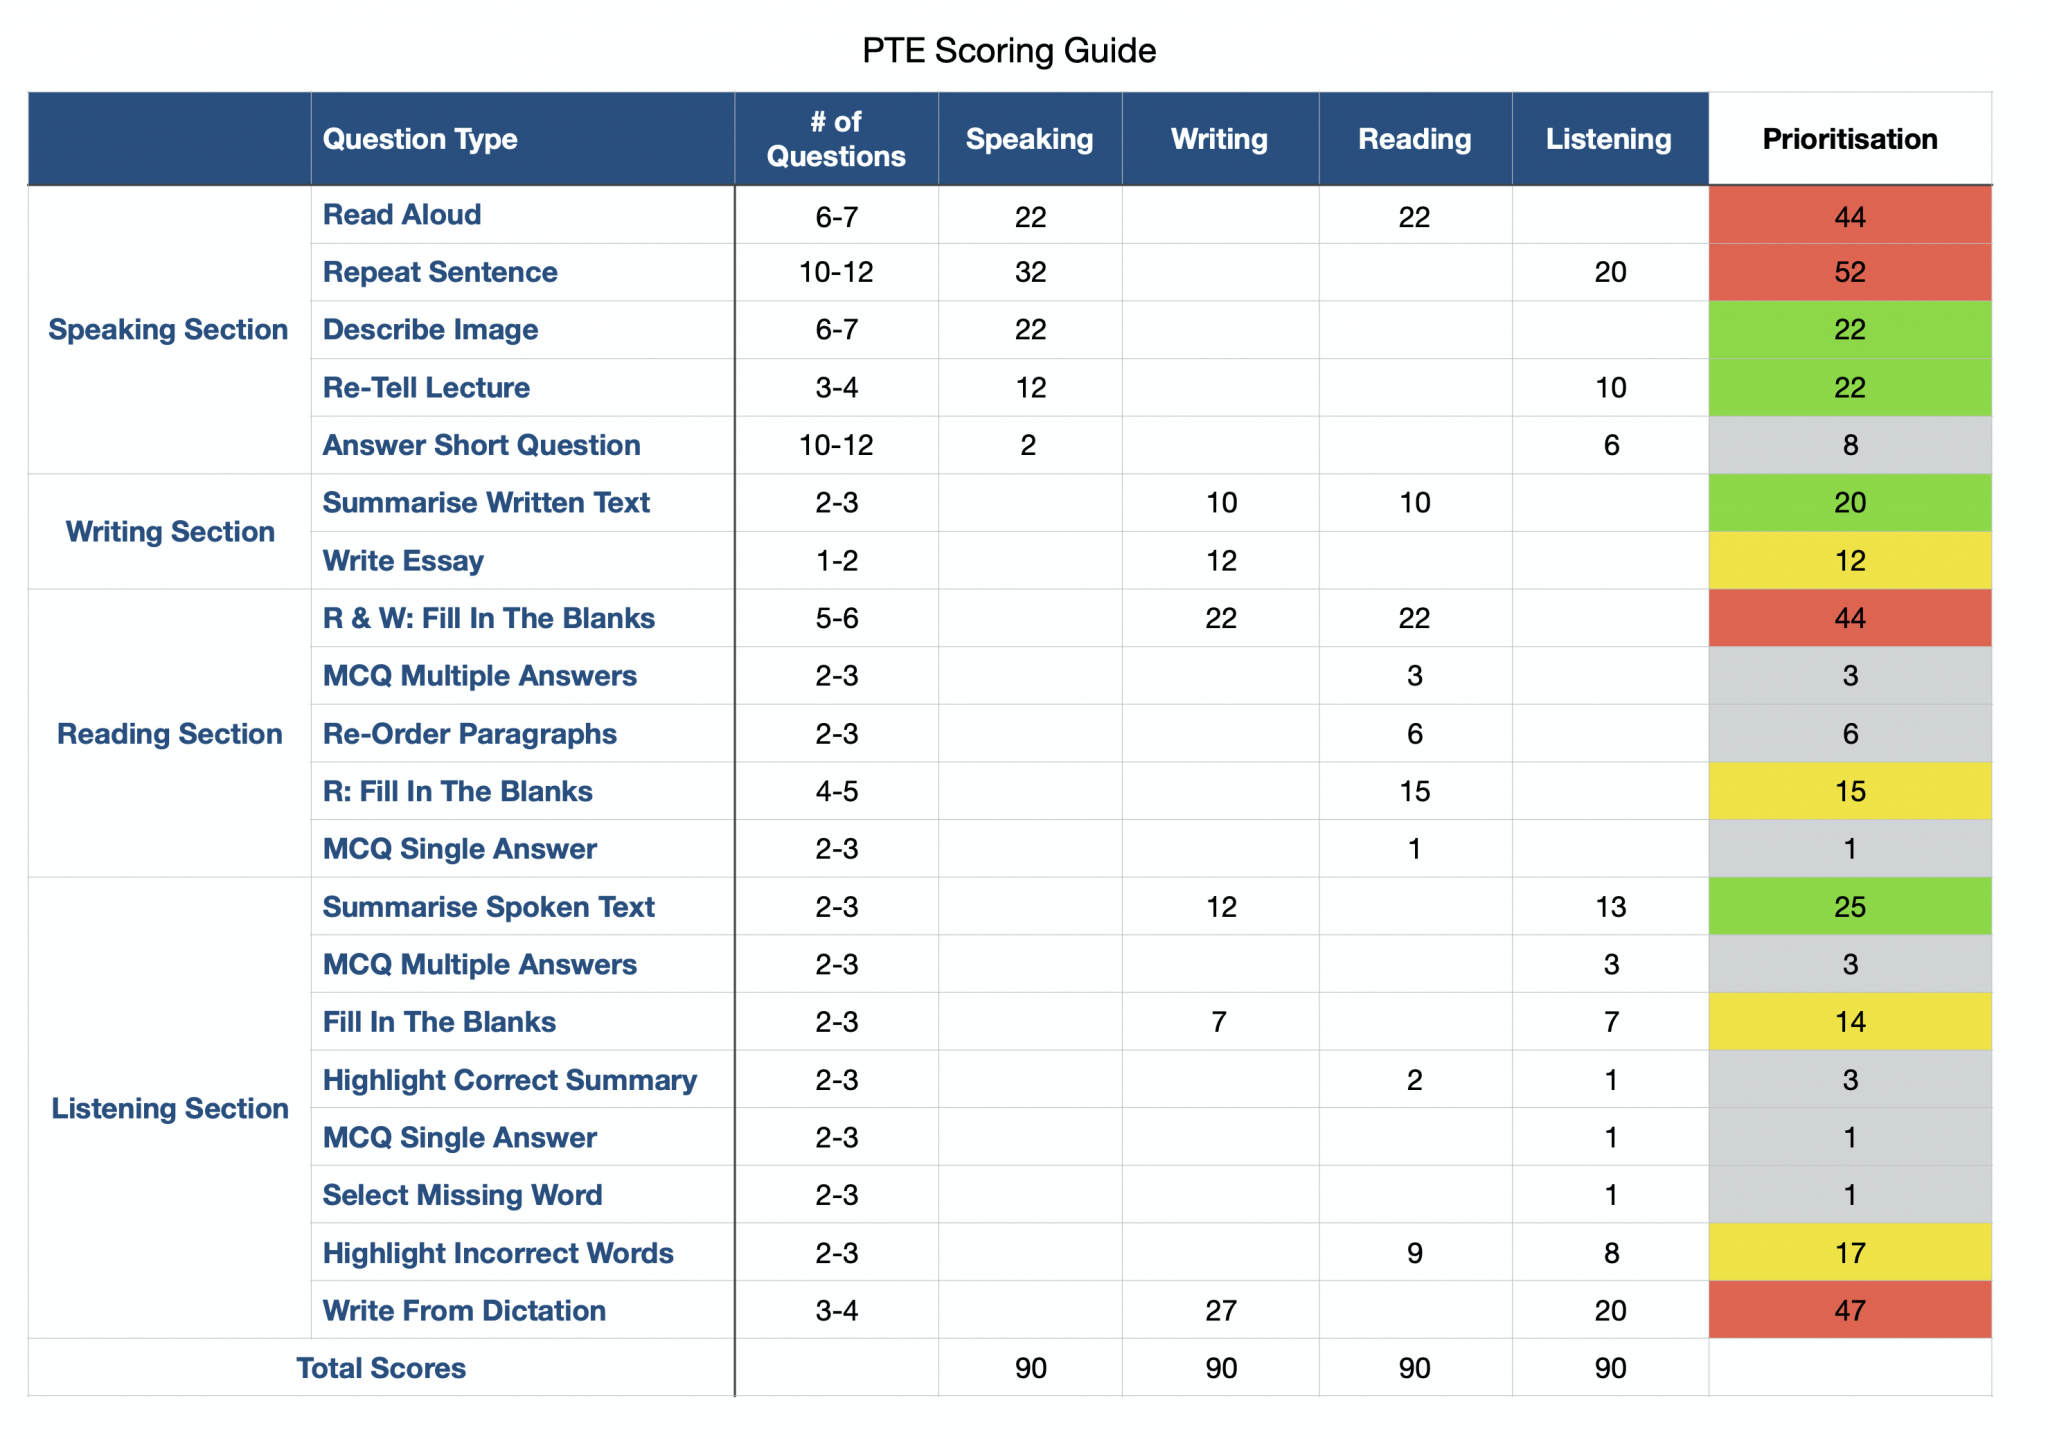 PTE Scoring Guide
Question Type # of Questions Speaking Writing Reading Listening Prioritisation
Speaking Section
Read Aloud 6-7 22 22 44
Repeat Sentence 10-12 32 20 52
Describe Image 6-7 22 22
Re-Tell Lecture 3-4 12 10 22
Answer Short Question 10-12 2 6 8
Writing Section
Summarise Written Text 2-3 10 10 20
Write Essay 1-2 12 12
Reading Section
R & W: Fill In The Blanks 5-6 22 22 44
MCQ Multiple Answers 2-3 3 3
Re-Order Paragraphs 2-3 6 6
R: Fill In The Blanks 4-5 15 15
MCQ Single Answer 2-3 1 1
Listening Section
Summarise Spoken Text 2-3 12 13 25
MCQ Multiple Answers 2-3 3 3
Fill In The Blanks 2-3 7 7 14
Highlight Correct Summary 2-3 2 1 3
MCQ Single Answer 2-3 1 1
Select Missing Word 2-3 1 1
Highlight Incorrect Words 2-3 9 8 17
Write From Dictation 3-4 27 20 47
Total Scores 90 90 90 90